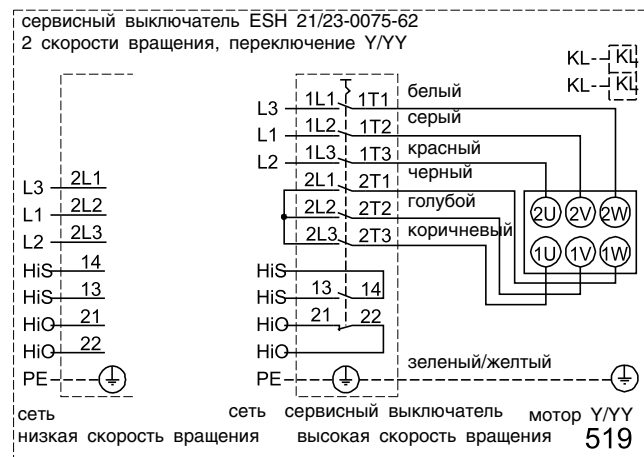 сервисный выключатель ESH 21/23-0075-62
2 скорости вращения, переключение Y/YY
KL KL
KL KL
L3 1L1 1T1 белый
L1 1L2 1T2 серый
L2 1L3 1T3 красный
2L1 2T1 черный
2L2 2T2 голубой
2L3 2T3 коричневый
2U 2V 2W
1U 1V 1W
L3 2L1
L1 2L2
L2 2L3
HiS 14
HiS 13
HiO 21
HiO 22
PE
HiS
HiS 13 14
HiO 21 22
HiO
PE
зеленый/желтый
сеть
низкая скорость вращения
сеть сервисный выключатель мотор Y/YY
высокая скорость вращения 519